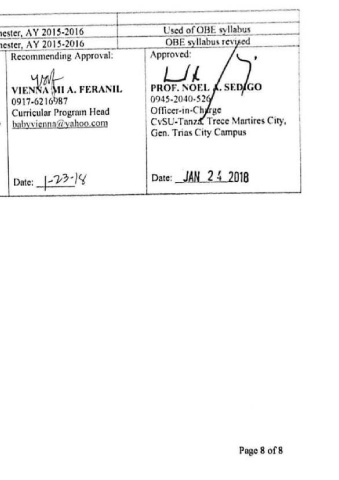 mester, AY 2015-2016 Used of OBE syllabus
mester, AY 2015-2016 OBE syllabus revised
Recommending Approval:
VIENNA MI A. FERANIL
0917-6216987
Curricular Program Head
babyvienna@yahoo.com
Date: 1-23-18
Approved:
PROF. NOEL A. SEDIGO
0945-2040-526
Officer-in-Charge
CvSU-Tanza, Trece Martires City,
Gen. Trias City Campus
Date: JAN 24 2018
Page 8 of 8